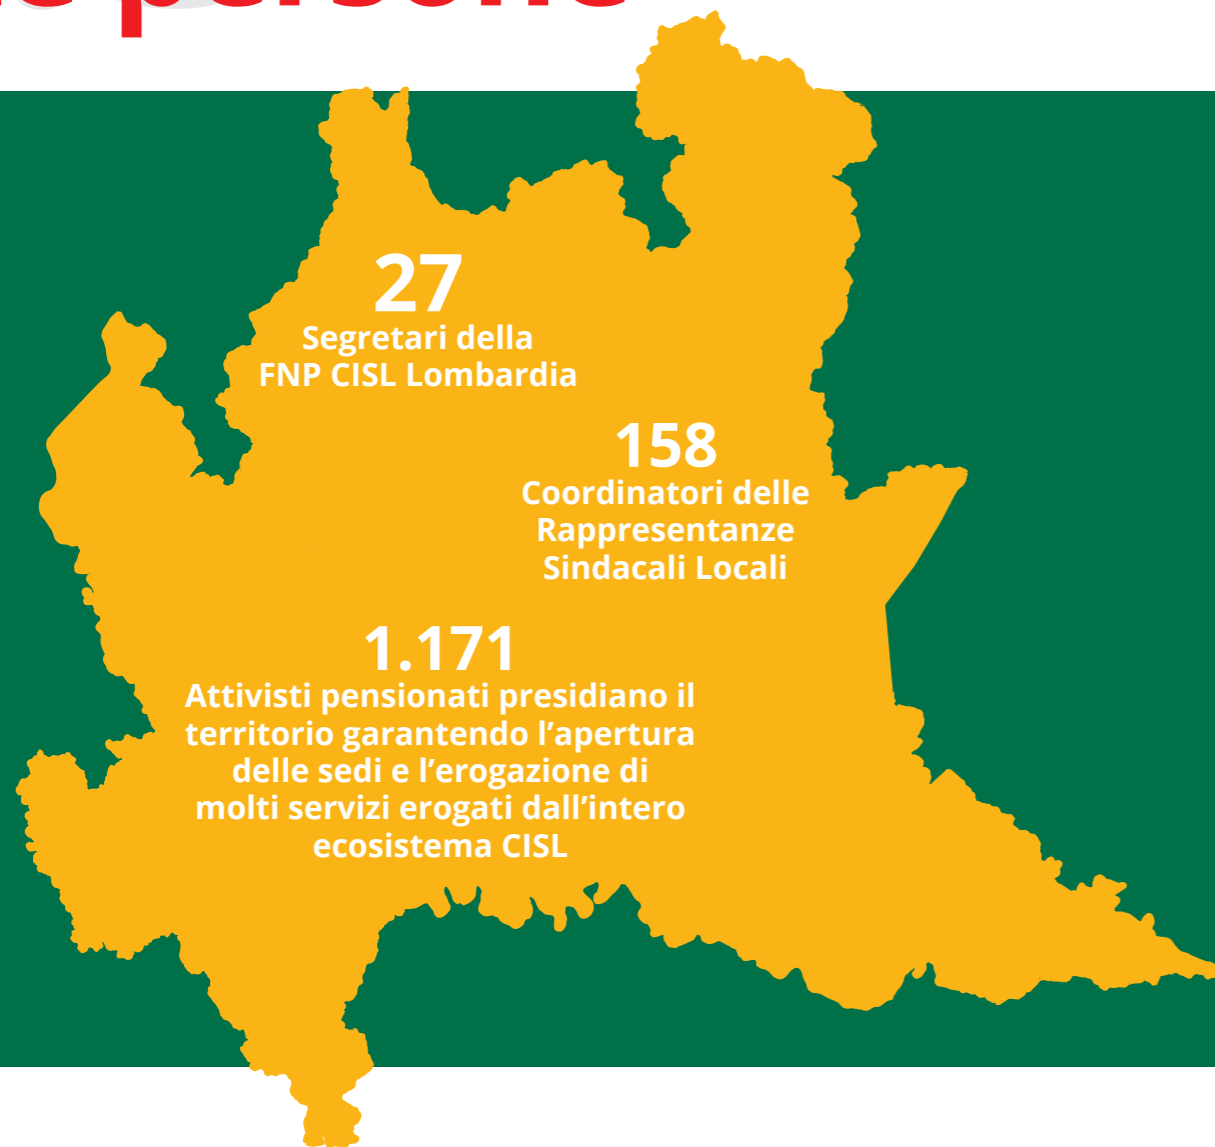 persone
27
Segretari della
FNP CISL Lombardia
158
Coordinatori delle
Rappresentanze
Sindacali Locali
1.171
Attivisti pensionati presidiano il
territorio garantendo l’apertura
delle sedi e l’erogazione di
molti servizi erogati dall’intero
ecosistema CISL